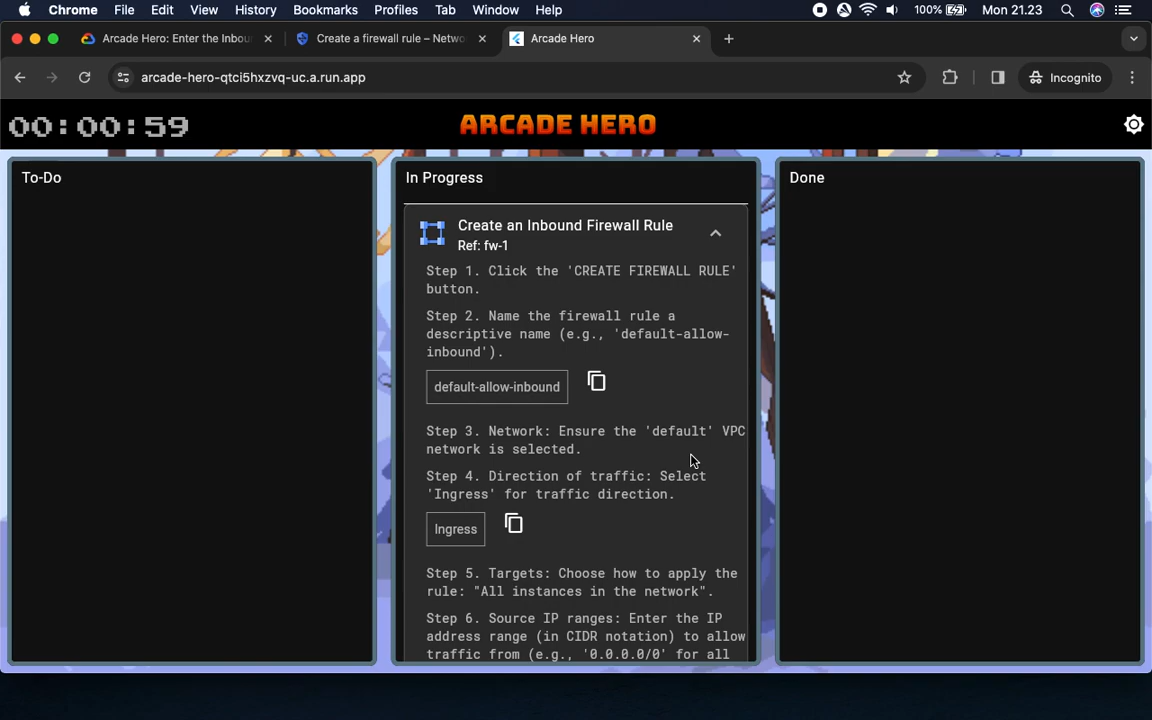 Chrome File Edit View History Bookmarks Profiles Tab Window Help 100% Mon 21.23
Arcade Hero: Enter the Inbou
Create a firewall rule – Netwo
Arcade Hero
arcade-hero-qtci5hxzvq-uc.a.run.app
Incognito
00:00:59
ARCADE HERO
To-Do
In Progress
Create an Inbound Firewall Rule
Ref: fw-1
Step 1. Click the 'CREATE FIREWALL RULE'
button.
Step 2. Name the firewall rule a
descriptive name (e.g., 'default-allow-
inbound').
default-allow-inbound
Step 3. Network: Ensure the 'default' VPC
network is selected.
Step 4. Direction of traffic: Select
'Ingress' for traffic direction.
Ingress
Step 5. Targets: Choose how to apply the
rule: "All instances in the network".
Step 6. Source IP ranges: Enter the IP
address range (in CIDR notation) to allow
traffic from (e.g., '0.0.0.0/0' for all
Done